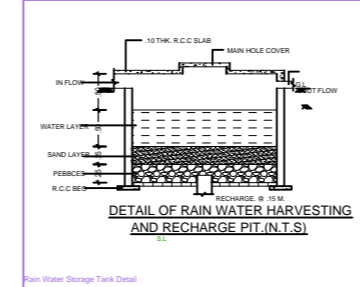 .10 THK. R.C.C SLAB
MAIN HOLE COVER
IN FLOW
G.L
OUT FLOW
WATER LAYER
SAND LAYER
PEBBCES
R.C.C BED
RECHARGE. @ .15 M.
DETAIL OF RAIN WATER HARVESTING
AND RECHARGE PIT.(N.T.S)
S.L
Rain Water Storage Tank Detail